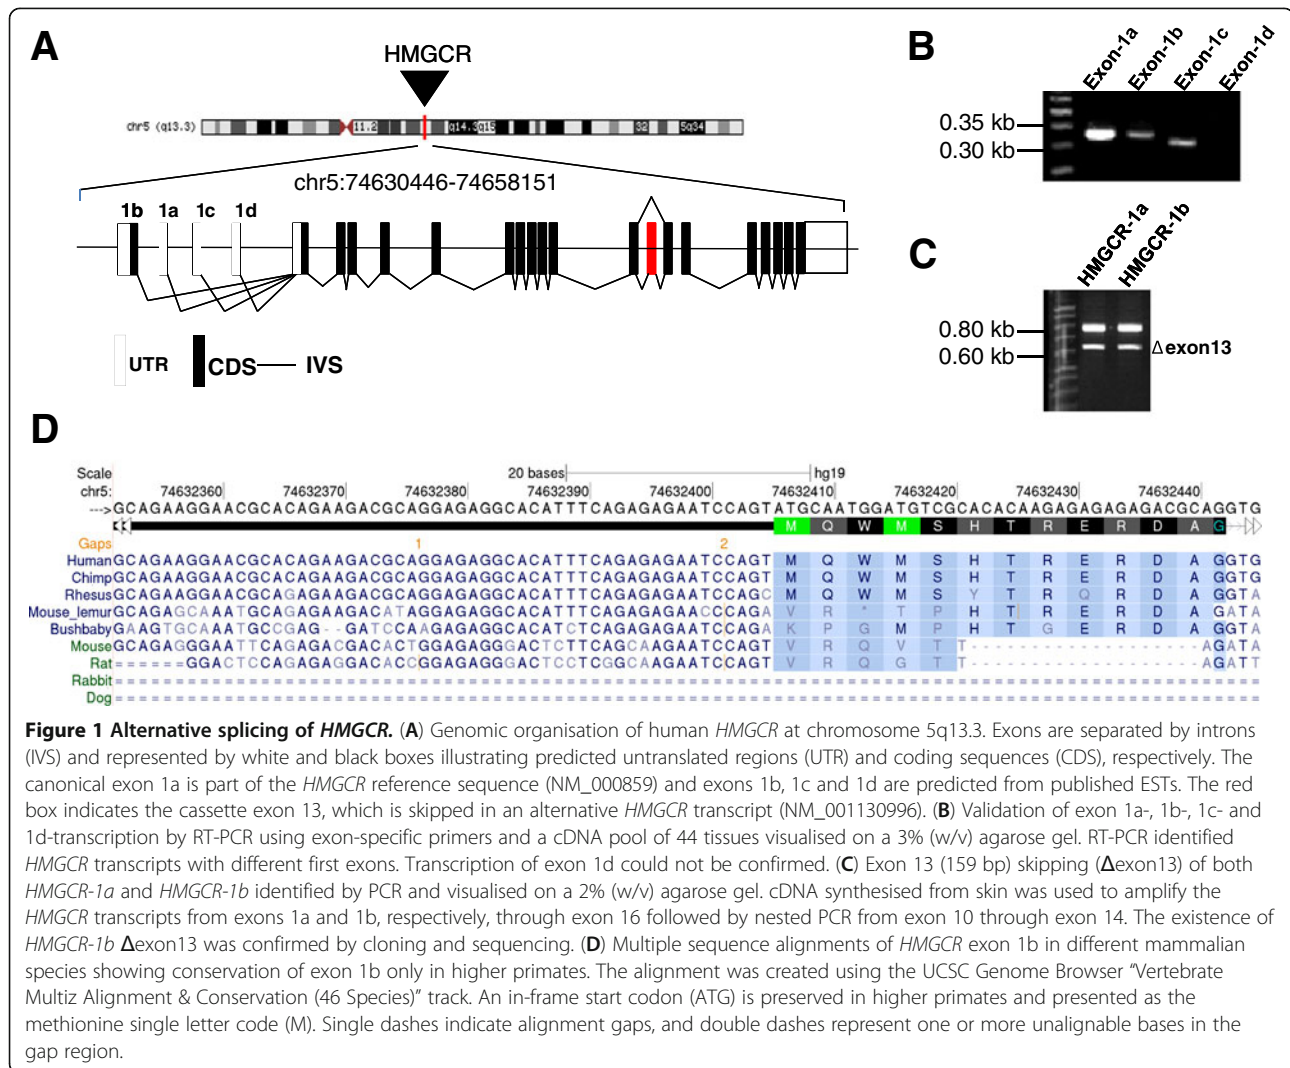 A
HMGCR
chr5 (q13.3)
11.2
q14.3
q15
32
5q34
chr5:74630446-74658151
1b 1a 1c 1d
UTR
CDS
IVS
B
Exon-1a
Exon-1b
Exon-1c
Exon-1d
0.35 kb
0.30 kb
C
HMGCR-1a
HMGCR-1b
0.80 kb
0.60 kb
Δexon13
D
Scale 20 bases hg19
chr5: 74632360 74632370 74632380 74632390 74632400 74632410 74632420 74632430 74632440
---> GCAGAAGGAACGCACAGAAGACGCAGGAGAGGCACATTTCAGAGAGAATCCAGTATGCAATGGATGTCGCACACAAGAGAGCGAGACGCAGGTG
M Q W M S H T R E R D A G
Gaps 1 2
Human GCAGAAGGAACGCACAGAAGACGCAGGAGAGGCACATTTCAGAGAGAATCCAGT M Q W M S H T R E R D A GGTG
Chimp GCAGAAGGAACGCACAGAAGACGCAGGAGAGGCACATTTCAGAGAGAATCCAGT M Q W M S H T R E R D A GGTG
Rhesus GCAGAAGGAACGCAGAGAAGACGCAGGAGAGGCACATTTCAGAGAGAATCCAGC M Q W M S Y T R Q R D A GGTA
Mouse_lemur GCAGAGCAAATGCAGAGAAGACATAGGAGAGGCACATTTCAGAGAGAACCCAGA V R * T P H T R E R D A GATA
Bushbaby GAAGTGCAAATGCCGAG--GATCCAAGAGAGGCACATCTCAGAGAGAATCCAGA K P G M P H T G E R D A GGTA
Mouse GCAGAGGGAATTCAGAGACGACACTGGAGAGGGACTCTTCAGAGAGAATCCAGT V R Q V T T - - - - - - - - - - - - - - - - - - - AGATA
Rat ======GGACTCCAGAGACACCGGAGAGGGACTCCTCGGCAAGAATCCAGT V R Q G T T - - - - - - - - - - - - - - - - - - - AGATT
Rabbit ==============================================================================================
Dog ==============================================================================================
Figure 1 Alternative splicing of HMGCR. (A) Genomic organisation of human HMGCR at chromosome 5q13.3. Exons are separated by introns
(IVS) and represented by white and black boxes illustrating predicted untranslated regions (UTR) and coding sequences (CDS), respectively. The
canonical exon 1a is part of the HMGCR reference sequence (NM_000859) and exons 1b, 1c and 1d are predicted from published ESTs. The red
box indicates the cassette exon 13, which is skipped in an alternative HMGCR transcript (NM_001130996). (B) Validation of exon 1a-, 1b-, 1c- and
1d-transcription by RT-PCR using exon-specific primers and a cDNA pool of 44 tissues visualised on a 3% (w/v) agarose gel. RT-PCR identified
HMGCR transcripts with different first exons. Transcription of exon 1d could not be confirmed. (C) Exon 13 (159 bp) skipping (Δexon13) of both
HMGCR-1a and HMGCR-1b identified by PCR and visualised on a 2% (w/v) agarose gel. cDNA synthesised from skin was used to amplify the
HMGCR transcripts from exons 1a and 1b, respectively, through exon 16 followed by nested PCR from exon 10 through exon 14. The existence of
HMGCR-1b Δexon13 was confirmed by cloning and sequencing. (D) Multiple sequence alignments of HMGCR exon 1b in different mammalian
species showing conservation of exon 1b only in higher primates. The alignment was created using the UCSC Genome Browser "Vertebrate
Multiz Alignment & Conservation (46 Species)" track. An in-frame start codon (ATG) is preserved in higher primates and presented as the
methionine single letter code (M). Single dashes indicate alignment gaps, and double dashes represent one or more unalignable bases in the
gap region.